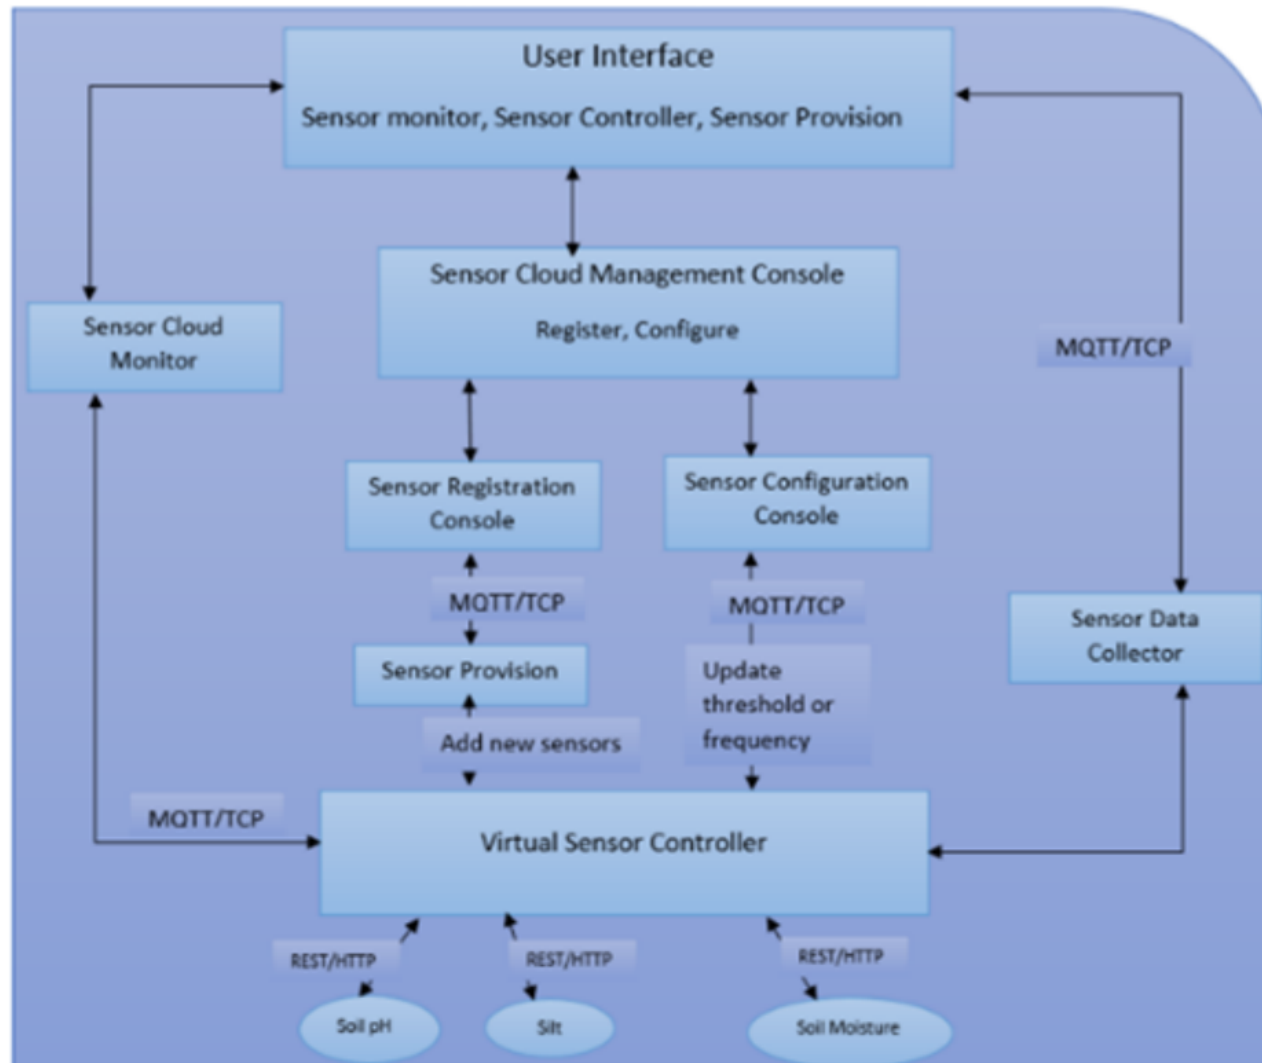 User Interface
Sensor monitor, Sensor Controller, Sensor Provision
Sensor Cloud Management Console
Register, Configure
Sensor Cloud
Monitor
MQTT/TCP
Sensor Registration
Console
Sensor Configuration
Console
MQTT/TCP
MQTT/TCP
Sensor Data
Collector
Sensor Provision
Update
threshold or
frequency
Add new sensors
MQTT/TCP
Virtual Sensor Controller
REST/HTTP
REST/HTTP
REST/HTTP
Soil pH
Silt
Soil Moisture